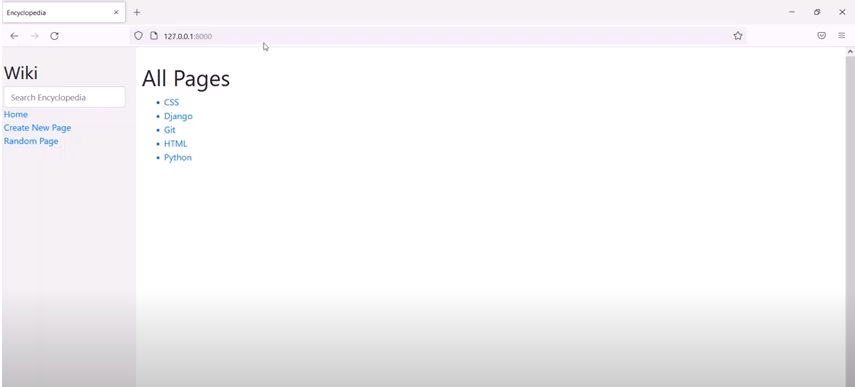 Encyclopedia
127.0.0.1:8000
Wiki
Search Encyclopedia
Home
Create New Page
Random Page
All Pages
CSS
Django
Git
HTML
Python